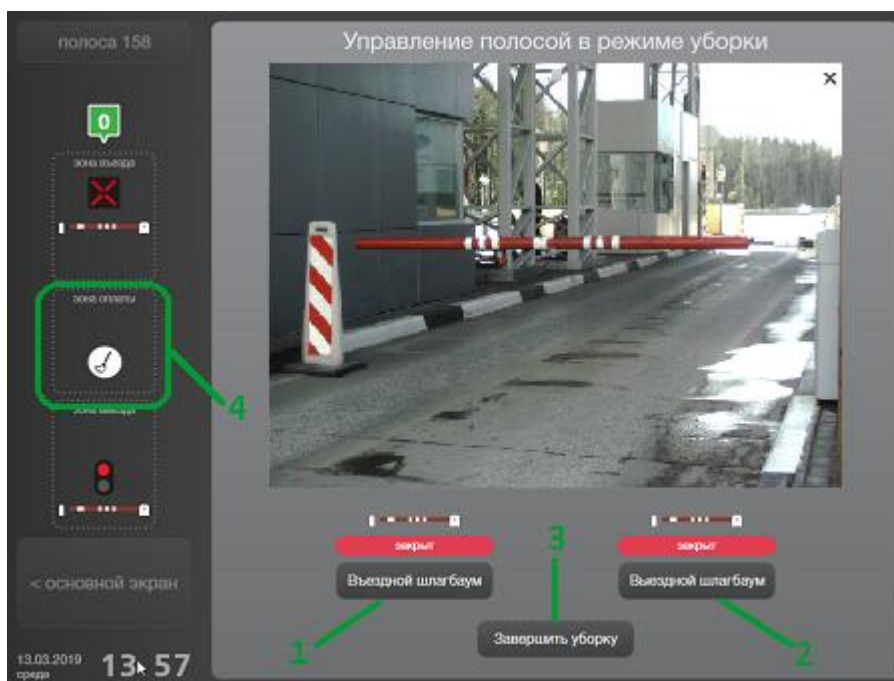 полоса 158
Управление полосой в режиме уборки
0
зона въезда
зона оплаты
4
зона выезда
закрыт
закрыт
3
Въездной шлагбаум
Выездной шлагбаум
< основной экран
1
Завершить уборку
2
13.03.2019
среда
13 57